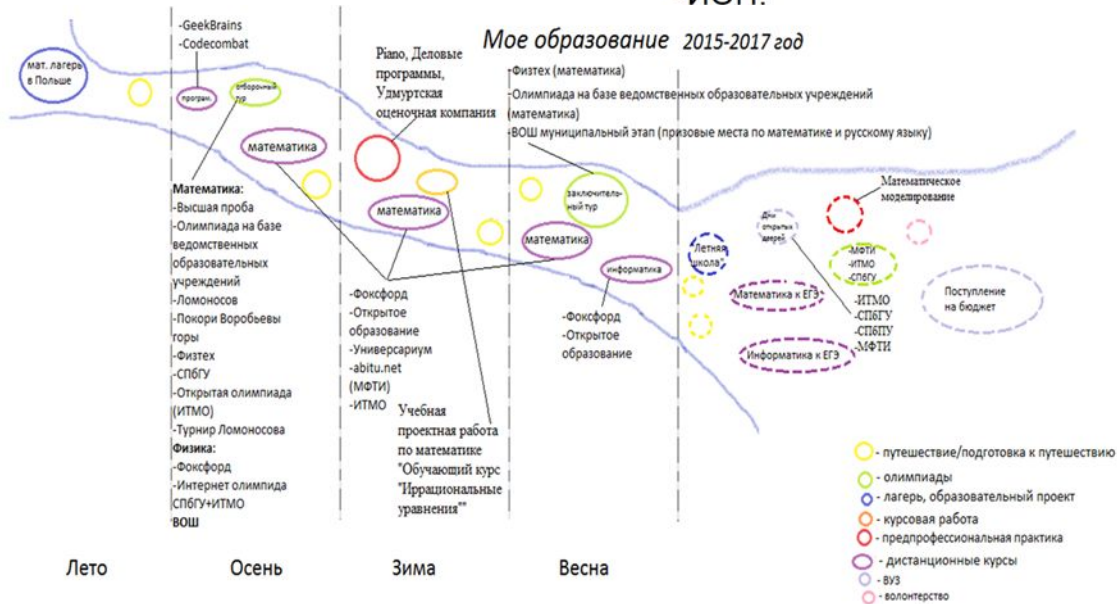 ИОП.
Мое образование 2015-2017 год
мат. лагерь
в Польше
-GeekBrains
-Codecombat
програм.
отборочный
тур
математика
Математика:
-Высшая проба
-Олимпиада на базе
ведомственных
образовательных
учреждений
-Ломоносов
-Покори Воробьевы
горы
-Физтех
-СПбГУ
-Открытая олимпиада
(ИТМО)
-Турнир Ломоносова
Физика:
-Фоксфорд
-Интернет олимпида
СПбГУ+ИТМО
ВОШ
Piano, Деловые
программы,
Удмуртская
оценочная компания
математика
-Фоксфорд
-Открытое
образование
-Универсариум
-abitu.net
(МФТИ)
-ИТМО
Учебная
проектная работа
по математике
"Обучающий курс
"Иррациональные
уравнения""
-Физтех (математика)
-Олимпиада на базе ведомственных образовательных учреждений
(математика)
-ВОШ муниципальный этап (призовые места по математике и русскому языку)
заключитель-
ный тур
математика
информатика
-Фоксфорд
-Открытое
образование
"Летняя
школа"
Дни
открытых
дверей
Математическое
моделирование
-МФТИ
-ИТМО
-СПбГУ
Математика к ЕГЭ
Информатика к ЕГЭ
-ИТМО
-СПбГУ
-СПбПУ
-МФТИ
Поступление
на бюджет
- путешествие/подготовка к путешествию
- олимпиады
- лагерь, образовательный проект
- курсовая работа
- предпрофессиональная практика
- дистанционные курсы
- ВУЗ
- волонтерство
Лето
Осень
Зима
Весна